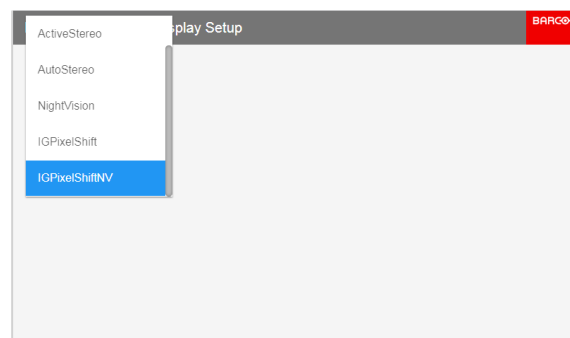 ActiveStereo
splay Setup
BARCO
AutoStereo
NightVision
IGPixelShift
IGPixelShiftNV